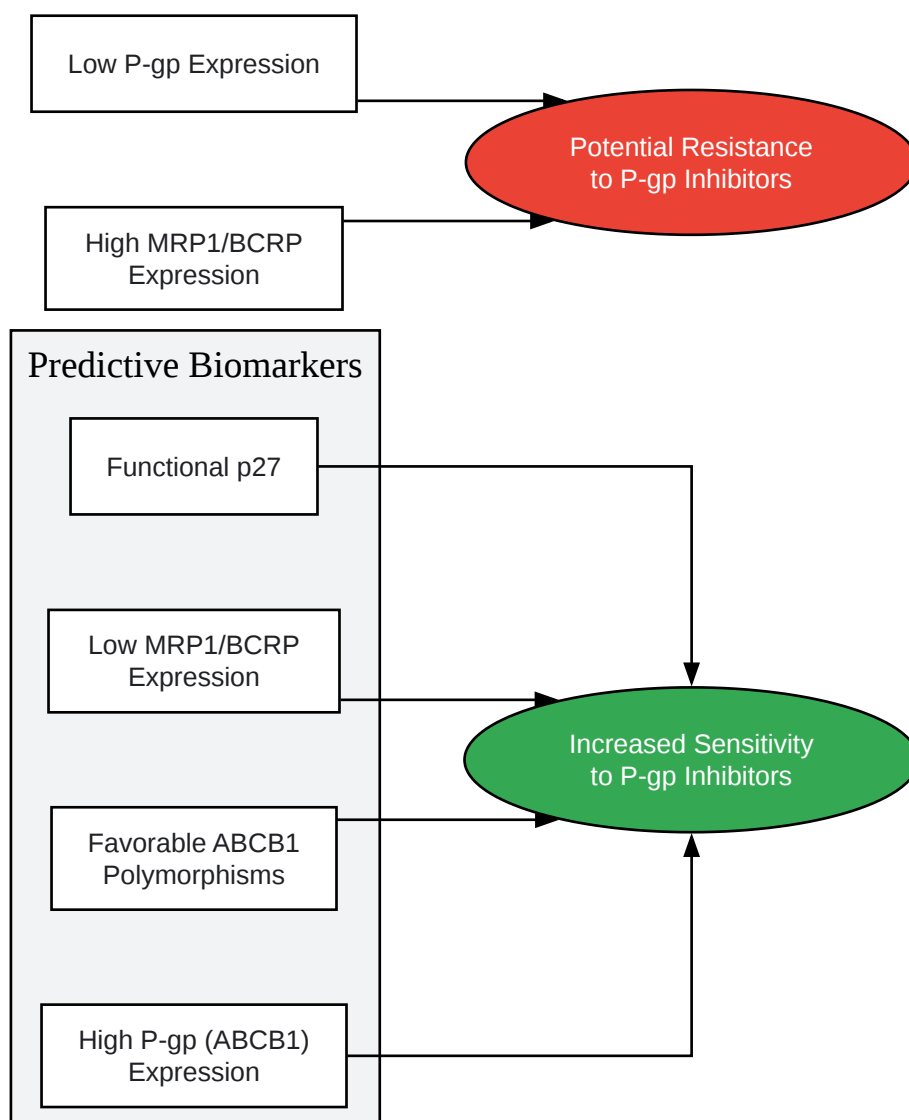 Low P-gp Expression
Potential Resistance
to P-gp Inhibitors
High MRP1/BCRP
Expression
Predictive Biomarkers
Functional p27
Low MRP1/BCRP
Expression
Increased Sensitivity
to P-gp Inhibitors
Favorable ABCB1
Polymorphisms
High P-gp (ABCB1)
Expression